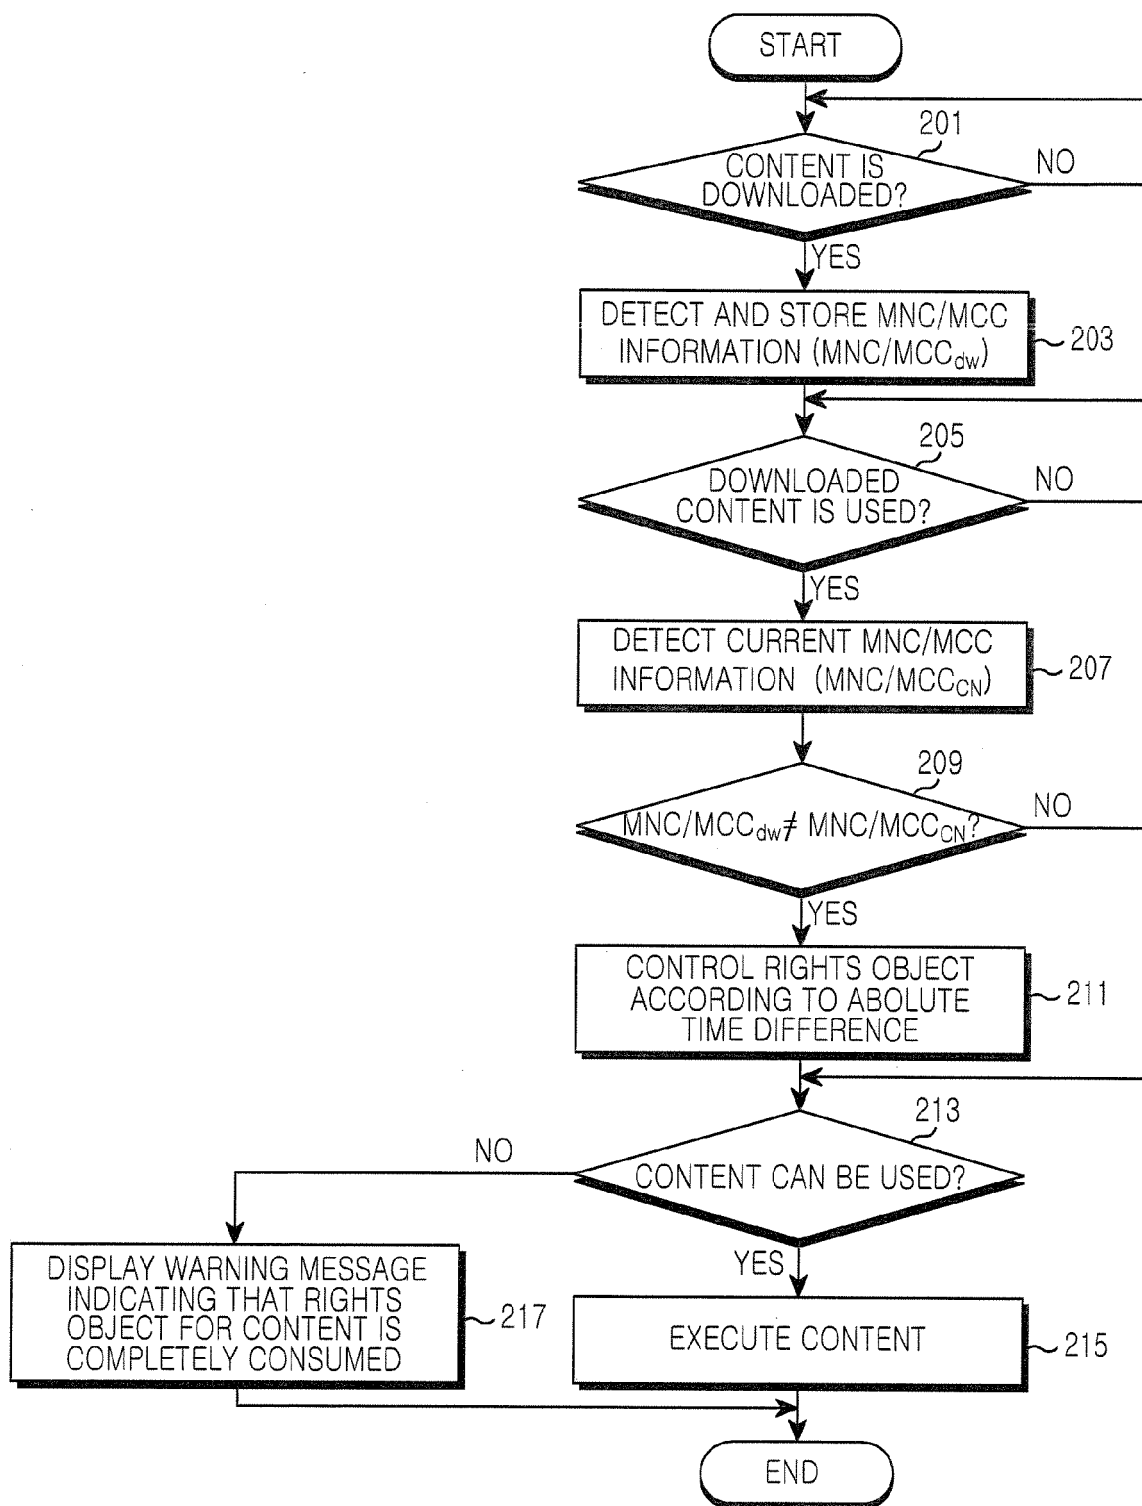 START
201
CONTENT IS
DOWNLOADED?
NO
YES
DETECT AND STORE MNC/MCC
INFORMATION (MNC/MCCdw)
203
205
DOWNLOADED
CONTENT IS USED?
NO
YES
DETECT CURRENT MNC/MCC
INFORMATION (MNC/MCCCN)
207
209
MNC/MCCdw ≠ MNC/MCCCN?
NO
YES
CONTROL RIGHTS OBJECT
ACCORDING TO ABOLUTE
TIME DIFFERENCE
211
213
NO
CONTENT CAN BE USED?
YES
DISPLAY WARNING MESSAGE
INDICATING THAT RIGHTS
OBJECT FOR CONTENT IS
COMPLETELY CONSUMED
217
EXECUTE CONTENT
215
END